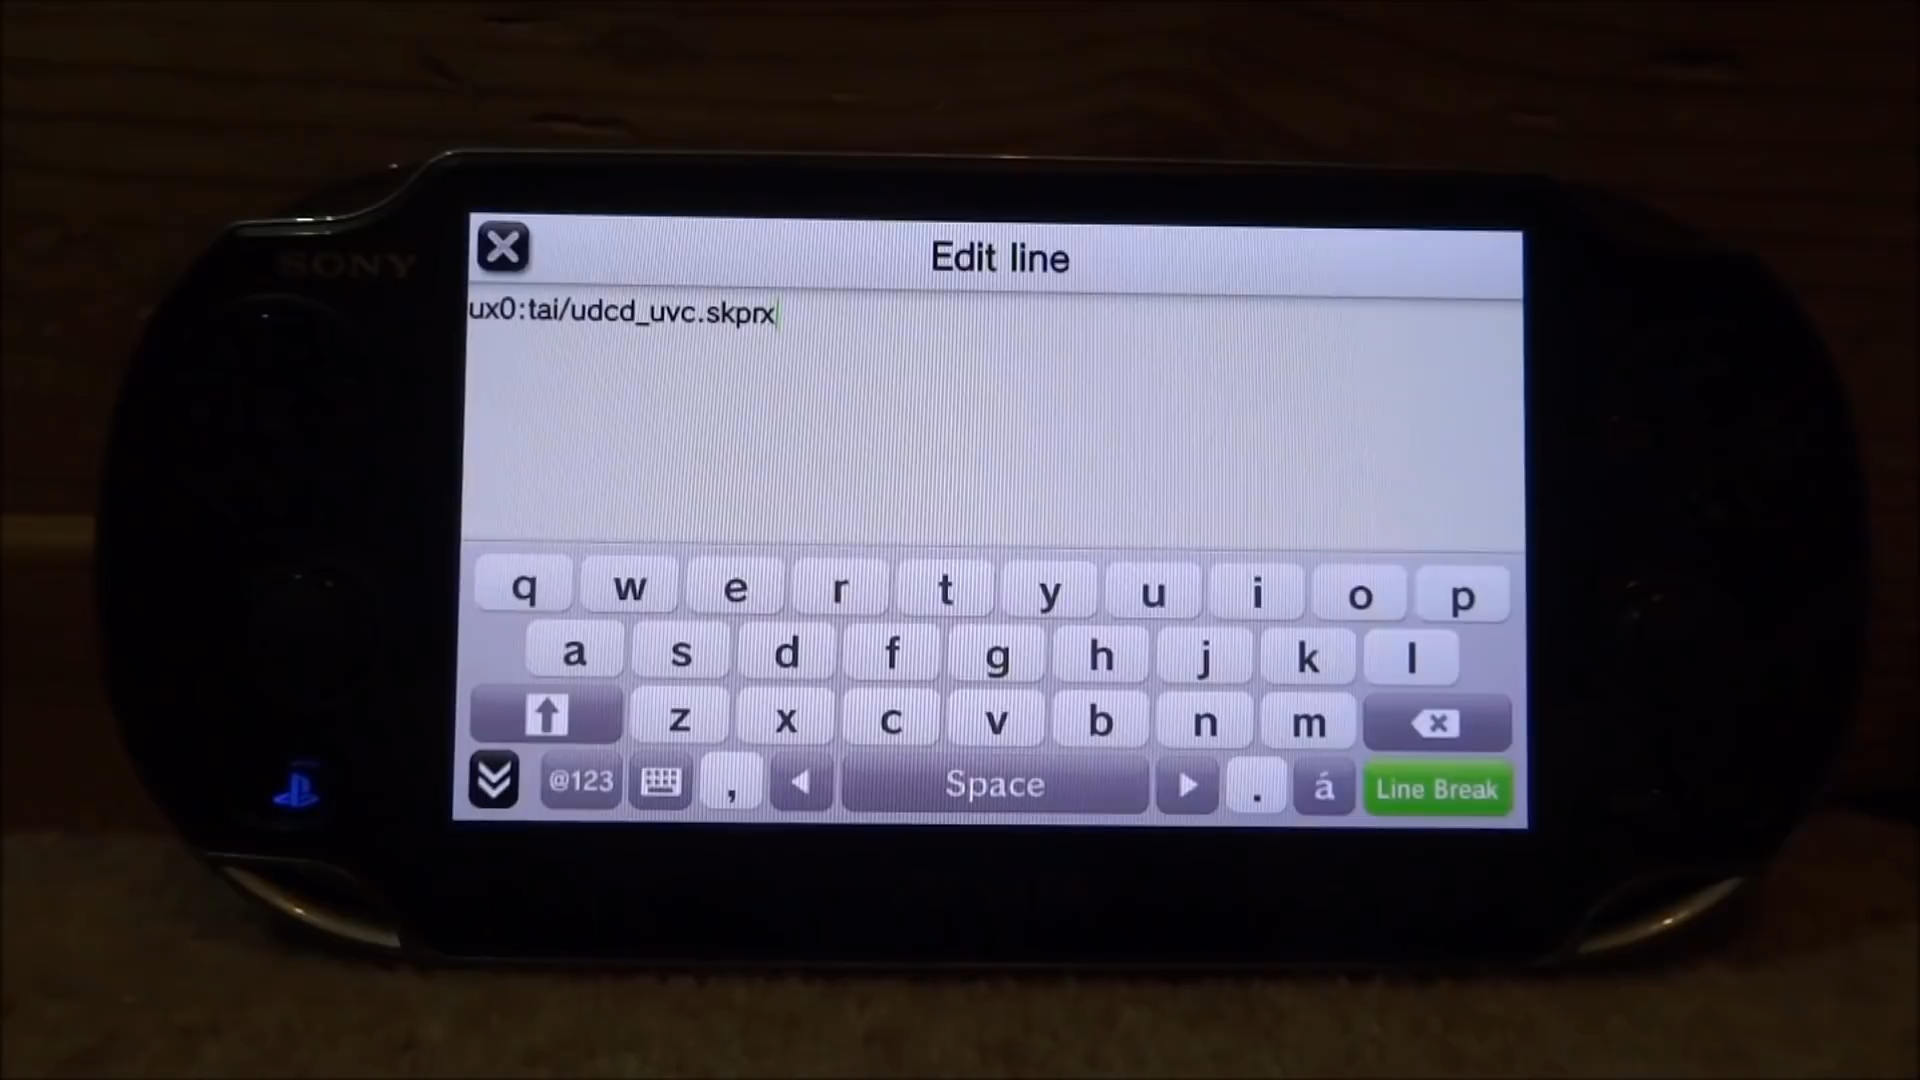 SONY
Edit line
ux0:tai/udcd_uvc.skprx
q w e r t y u i o p
a s d f g h j k l
z x c v b n m
@123 , Space . á Line Break